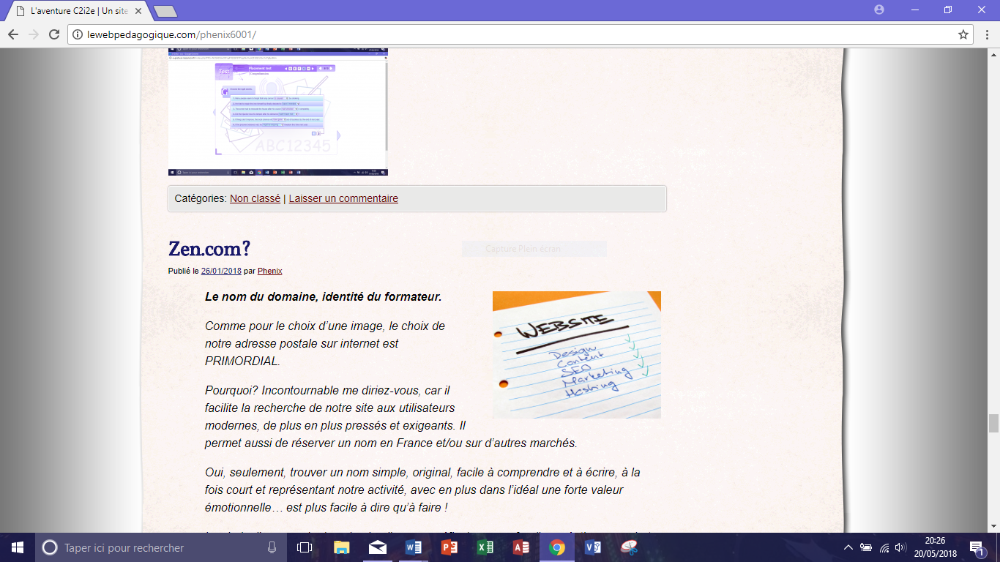 L'aventure C2i2e | Un site
lewebpedagogique.com/phenix6001/
Test
Placement test
Comprehension
ABC12345
Catégories: Non classé | Laisser un commentaire
Zen.com?
Capture Plein écran
Publié le 26/01/2018 par Phenix
Le nom du domaine, identité du formateur.
Comme pour le choix d'une image, le choix de
notre adresse postale sur internet est
PRIMORDIAL.
WEBSITE
Design
Content
SEO
Marketing
Hosting
Pourquoi? Incontournable me diriez-vous, car il
facilite la recherche de notre site aux utilisateurs
modernes, de plus en plus pressés et exigeants. Il
permet aussi de réserver un nom en France et/ou sur d'autres marchés.
Oui, seulement, trouver un nom simple, original, facile à comprendre et à écrire, à la
fois court et représentant notre activité, avec en plus dans l'idéal une forte valeur
émotionnelle… est plus facile à dire qu'à faire !
Taper ici pour rechercher
20:26
20/05/2018
1